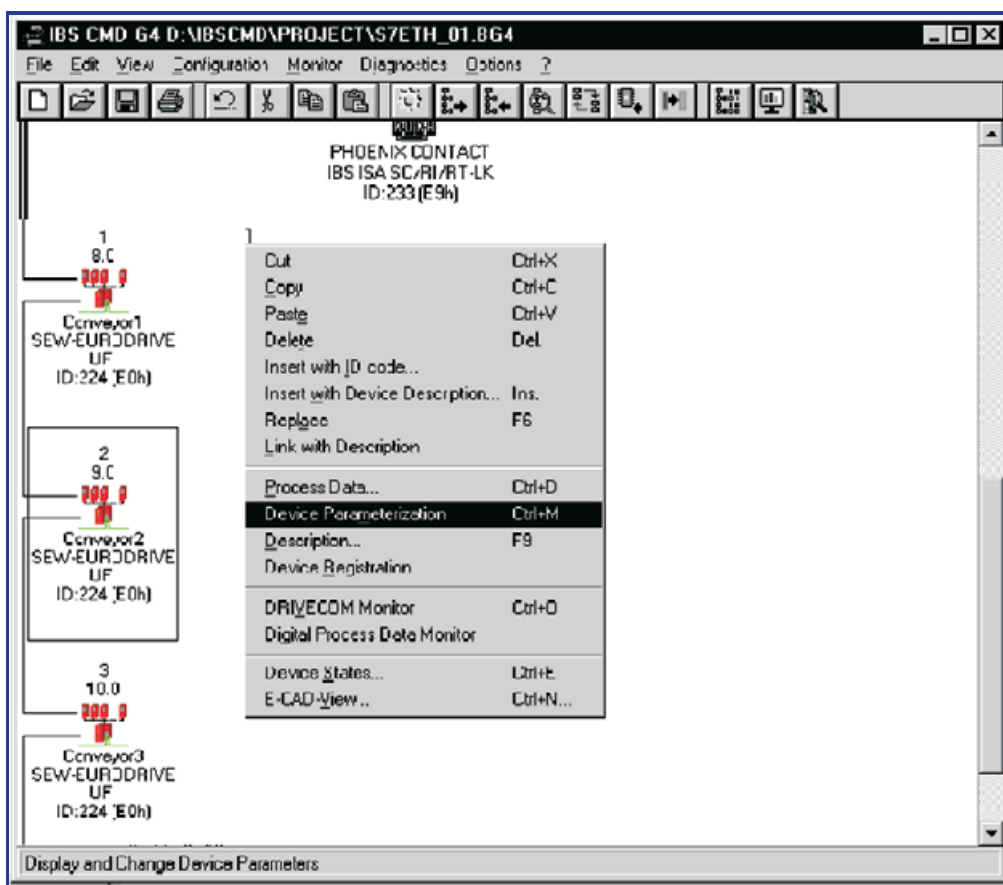 IBS CMD G4 D:\IBSCMD\PROJECT\S7ETH_01.BG4
File Edit View Configuration Monitor Diagnostics Options ?
PHOENIX CONTACT
IBS ISA SC/RI/RT-LK
ID:233 (E9h)
1
8.0
Conveyor1
SEW-EURODRIVE
UF
ID:224 (E0h)
2
9.0
Conveyor2
SEW-EURODRIVE
UF
ID:224 (E0h)
3
10.0
Conveyor3
SEW-EURODRIVE
UF
ID:224 (E0h)
1
Cut Ctrl+X
Copy Ctrl+C
Paste Ctrl+V
Delete Del.
Insert with ID code...
Insert with Device Description... Ins.
Replace F6
Link with Description
Process Data... Ctrl+D
Device Parameterization Ctrl+M
Description... F9
Device Registration
DRIVECOM Monitor Ctrl+O
Digital Process Data Monitor
Device States... Ctrl+E
E-CAD-View... Ctrl+N...
Display and Change Device Parameters